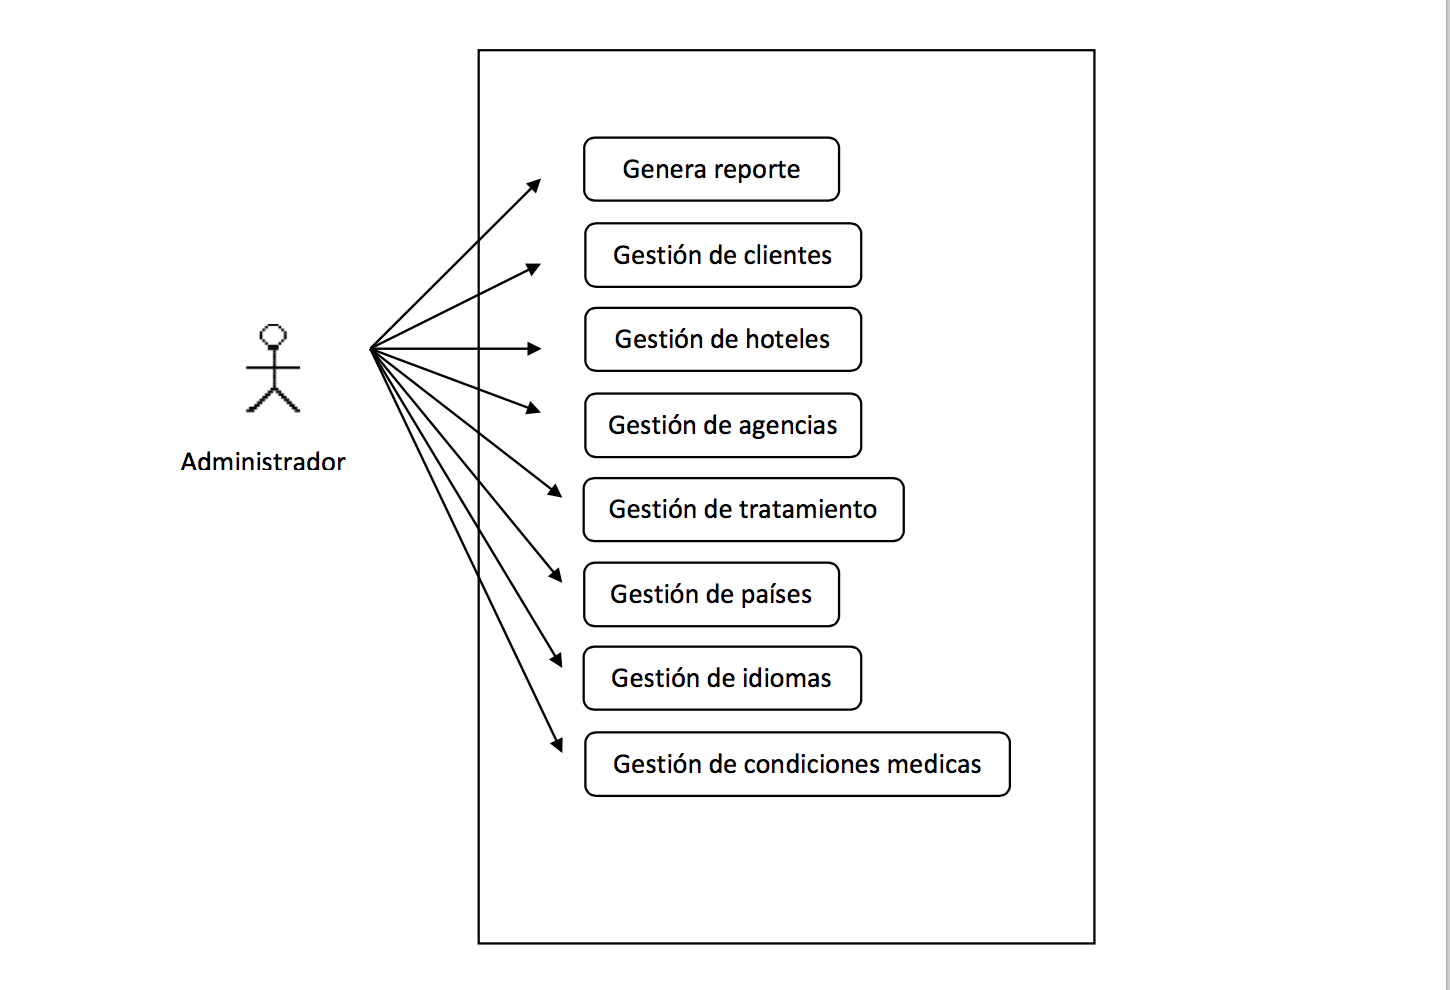 Genera reporte
Gestión de clientes
Gestión de hoteles
Gestión de agencias
Administrador
Gestión de tratamiento
Gestión de países
Gestión de idiomas
Gestión de condiciones medicas